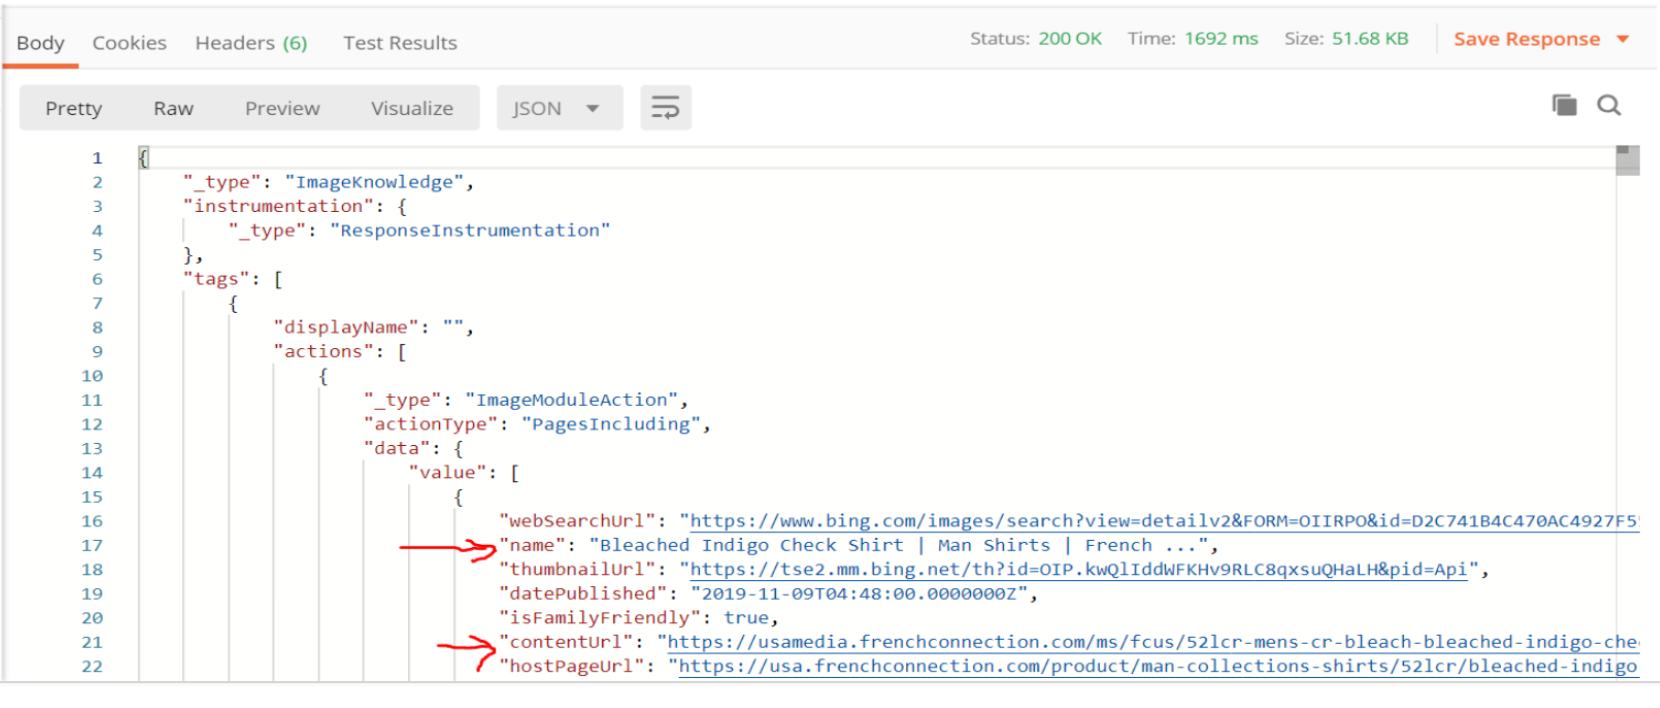 Body Cookies Headers (6) Test Results Status: 200 OK Time: 1692 ms Size: 51.68 KB Save Response
Pretty Raw Preview Visualize JSON
1 {
2 "_type": "ImageKnowledge",
3 "instrumentation": {
4 "_type": "ResponseInstrumentation"
5 },
6 "tags": [
7 {
8 "displayName": "",
9 "actions": [
10 {
11 "_type": "ImageModuleAction",
12 "actionType": "PagesIncluding",
13 "data": {
14 "value": [
15 {
16 "webSearchUrl": "https://www.bing.com/images/search?view=detailv2&FORM=OIIRPO&id=D2C741B4C470AC4927F5
17 "name": "Bleached Indigo Check Shirt | Man Shirts | French ...",
18 "thumbnailUrl": "https://tse2.mm.bing.net/th?id=OIP.kwQlIddWFKHv9RLC8qxsuQHaLH&pid=Api",
19 "datePublished": "2019-11-09T04:48:00.0000000Z",
20 "isFamilyFriendly": true,
21 "contentUrl": "https://usamedia.frenchconnection.com/ms/fcus/52lcr-mens-cr-bleach-bleached-indigo-che
22 "hostPageUrl": "https://usa.frenchconnection.com/product/man-collections-shirts/52lcr/bleached-indigo